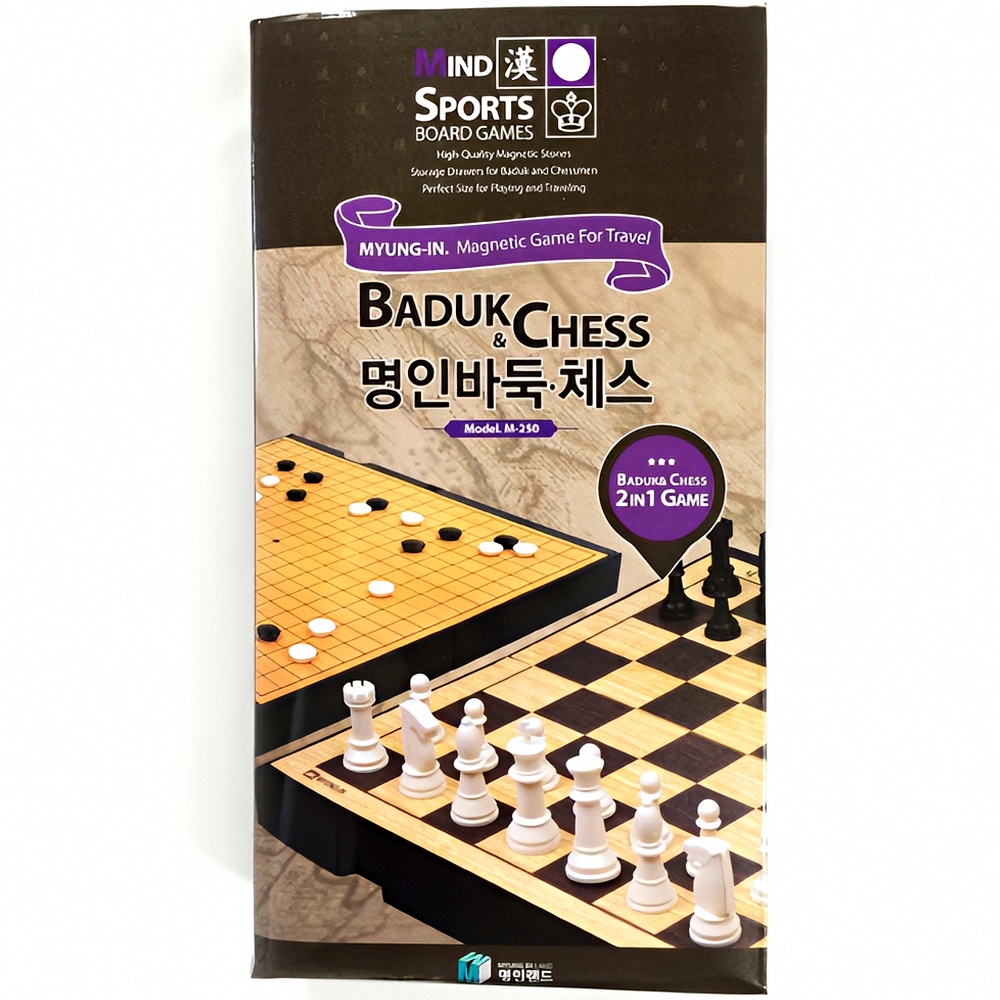 MIND 漢
SPORTS
BOARD GAMES
High Quality Magnetic Stones
Storage Drawers for Baduk and Chessmen
Perfect Size for Playing and Traveling
MYUNG-IN. Magnetic Game For Travel
BADUK
& CHESS
명인바둑·체스
Model. M-250
BADUK& CHESS
2IN1 GAME
명인랜드